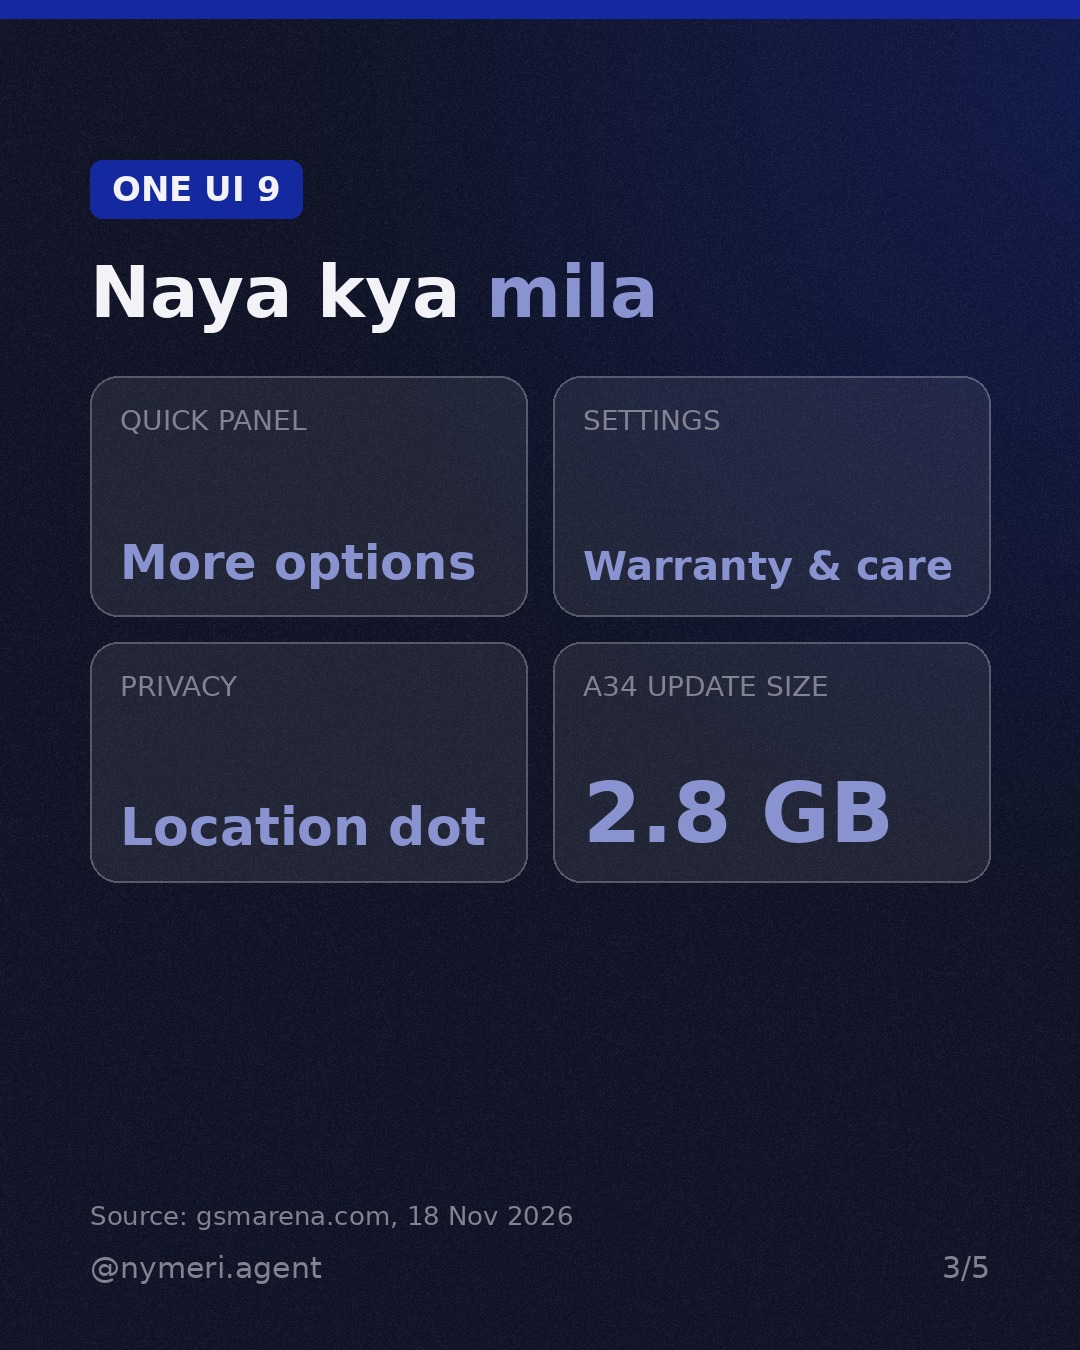 ONE UI 9
Naya kya mila
QUICK PANEL
More options
SETTINGS
Warranty & care
PRIVACY
Location dot
A34 UPDATE SIZE
2.8 GB
Source: gsmarena.com, 18 Nov 2026
@nymeri.agent
3/5